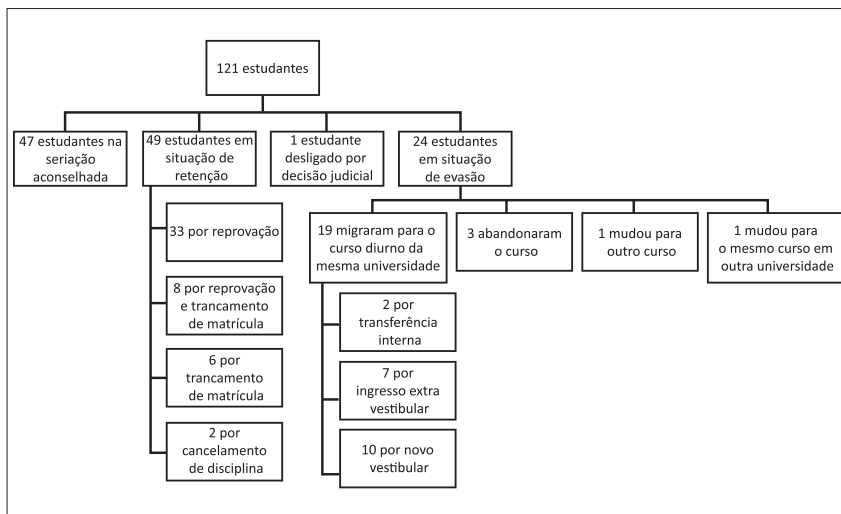 121 estudantes
47 estudantes na
seriação
aconselhada
49 estudantes em
situação de
retenção
1 estudante
desligado por
decisão judicial
24 estudantes
em situação
de evasão
33 por reprovação
8 por reprovação
e trancamento
de matrícula
6 por
trancamento
de matrícula
2 por
cancelamento
de disciplina
19 migraram para o
curso diurno da
mesma universidade
3 abandonaram
o curso
1 mudou para
outro curso
1 mudou para
o mesmo curso em
outra universidade
2 por
transferência
interna
7 por
ingresso extra
vestibular
10 por novo
vestibular